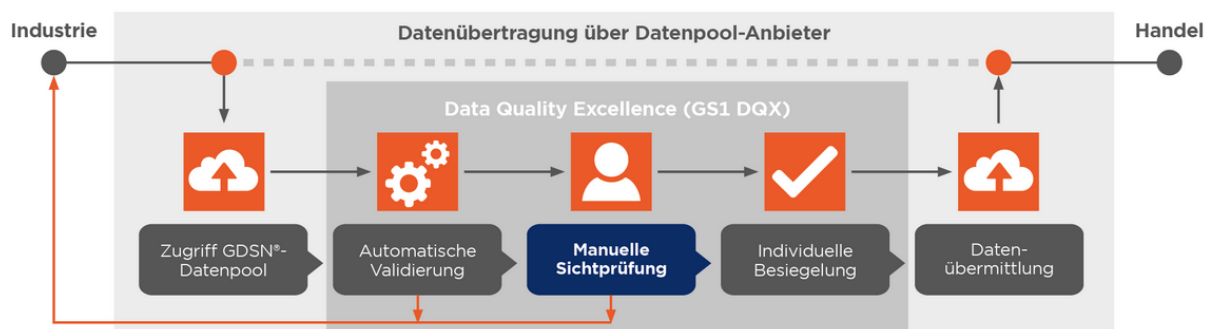 Industrie
Datenübertragung über Datenpool-Anbieter
Handel
Data Quality Excellence (GS1 DQX)
Zugriff GDSN®-
Datenpool
Automatische
Validierung
Manuelle
Sichtprüfung
Individuelle
Besiegelung
Daten-
übermittlung